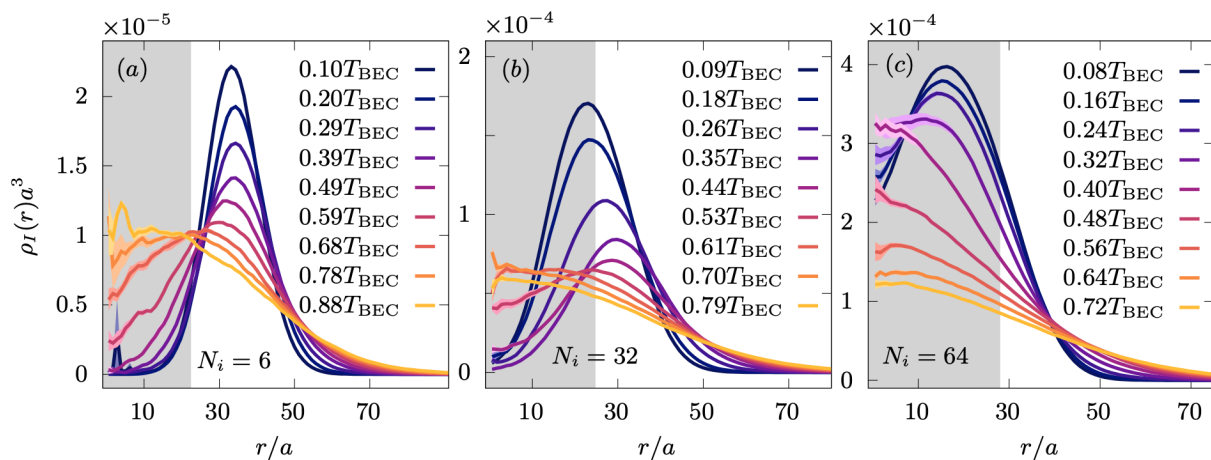 ×10⁻⁵
ρ_I(r)a³
2
1.5
1
0.5
0
(a)
0.10T_BEC
0.20T_BEC
0.29T_BEC
0.39T_BEC
0.49T_BEC
0.59T_BEC
0.68T_BEC
0.78T_BEC
0.88T_BEC
N_i = 6
10 30 50 70
r/a
×10⁻⁴
2
1
0
(b)
0.09T_BEC
0.18T_BEC
0.26T_BEC
0.35T_BEC
0.44T_BEC
0.53T_BEC
0.61T_BEC
0.70T_BEC
0.79T_BEC
N_i = 32
10 30 50 70
r/a
×10⁻⁴
4
3
2
1
0
(c)
0.08T_BEC
0.16T_BEC
0.24T_BEC
0.32T_BEC
0.40T_BEC
0.48T_BEC
0.56T_BEC
0.64T_BEC
0.72T_BEC
N_i = 64
10 30 50 70
r/a